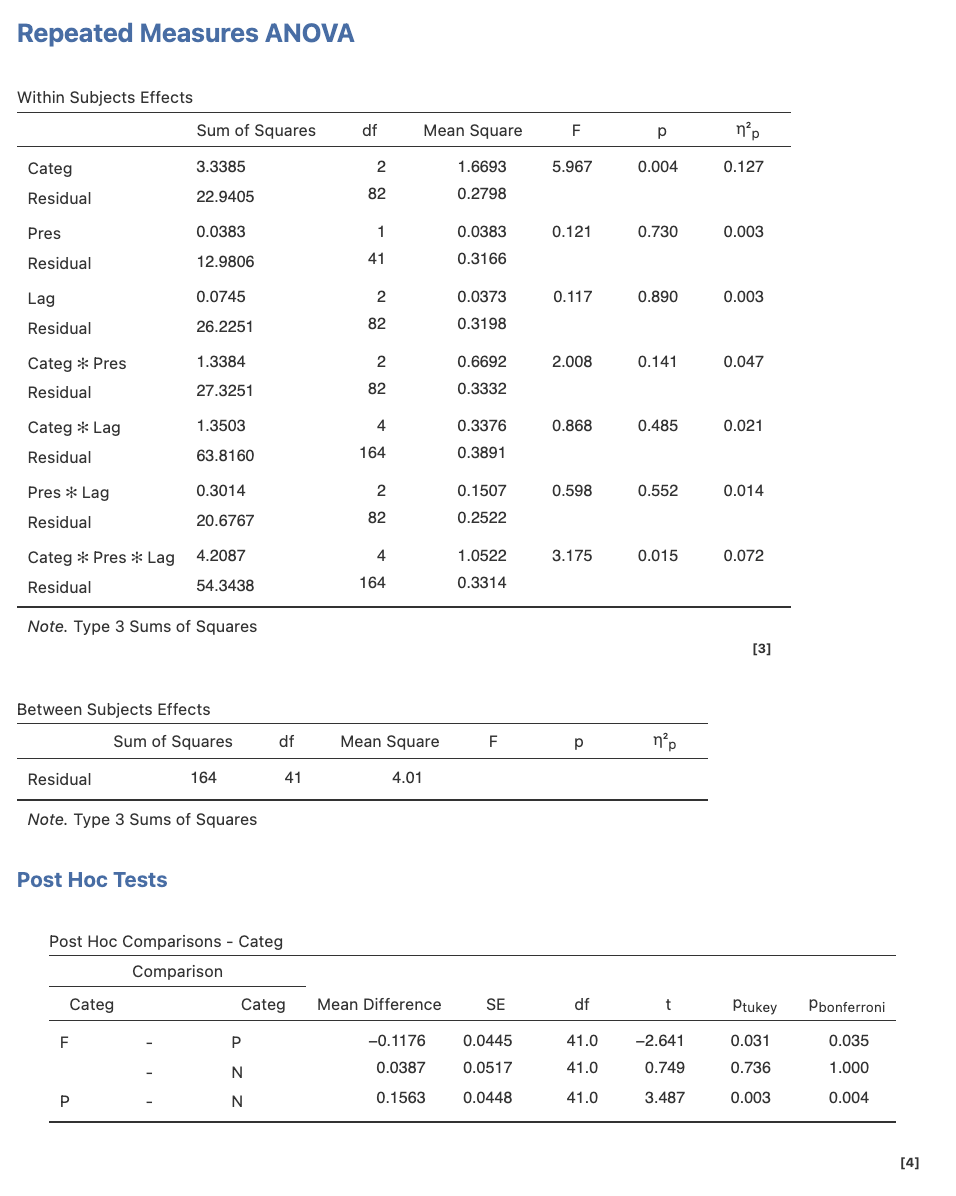 Repeated Measures ANOVA
Within Subjects Effects
Sum of Squares df Mean Square F p η²p
Categ 3.3385 2 1.6693 5.967 0.004 0.127
Residual 22.9405 82 0.2798
Pres 0.0383 1 0.0383 0.121 0.730 0.003
Residual 12.9806 41 0.3166
Lag 0.0745 2 0.0373 0.117 0.890 0.003
Residual 26.2251 82 0.3198
Categ ✻ Pres 1.3384 2 0.6692 2.008 0.141 0.047
Residual 27.3251 82 0.3332
Categ ✻ Lag 1.3503 4 0.3376 0.868 0.485 0.021
Residual 63.8160 164 0.3891
Pres ✻ Lag 0.3014 2 0.1507 0.598 0.552 0.014
Residual 20.6767 82 0.2522
Categ ✻ Pres ✻ Lag 4.2087 4 1.0522 3.175 0.015 0.072
Residual 54.3438 164 0.3314
Note. Type 3 Sums of Squares
[3]
Between Subjects Effects
Sum of Squares df Mean Square F p η²p
Residual 164 41 4.01
Note. Type 3 Sums of Squares
Post Hoc Tests
Post Hoc Comparisons - Categ
Comparison
Categ Categ Mean Difference SE df t ptukey pbonferroni
F - P −0.1176 0.0445 41.0 −2.641 0.031 0.035
- N 0.0387 0.0517 41.0 0.749 0.736 1.000
P - N 0.1563 0.0448 41.0 3.487 0.003 0.004
[4]